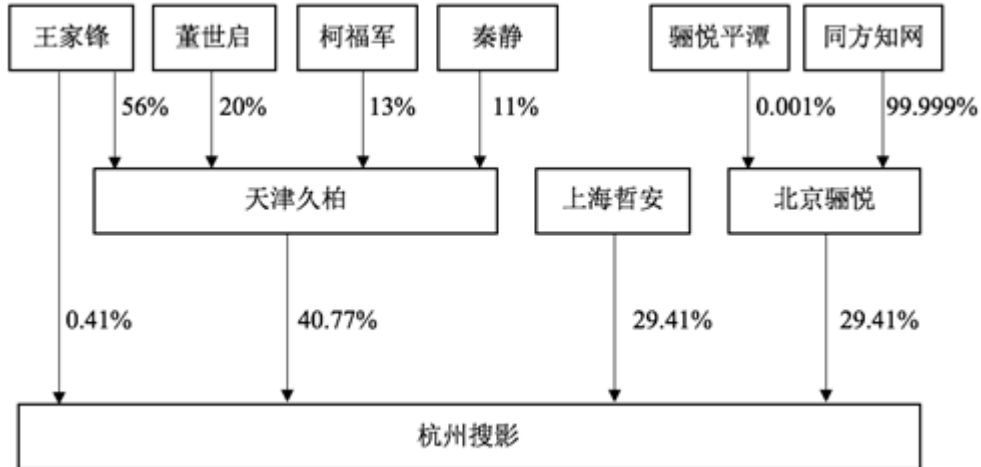 王家锋 董世启 柯福军 秦静 骊悦平潭 同方知网
56% 20% 13% 11% 0.001% 99.999%
天津久柏 上海哲安 北京骊悦
0.41% 40.77% 29.41% 29.41%
杭州搜影